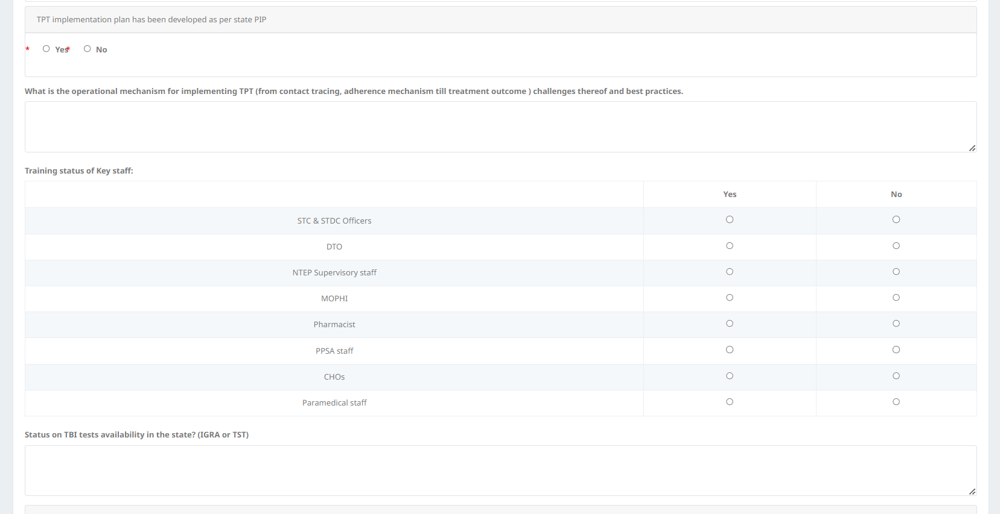 TPT implementation plan has been developed as per state PIP
* Yes* No
What is the operational mechanism for implementing TPT (from contact tracing, adherence mechanism till treatment outcome ) challenges thereof and best practices.
Training status of Key staff:
Yes No
STC & STDC Officers
DTO
NTEP Supervisory staff
MOPHI
Pharmacist
PPSA staff
CHOs
Paramedical staff
Status on TBI tests availability in the state? (IGRA or TST)